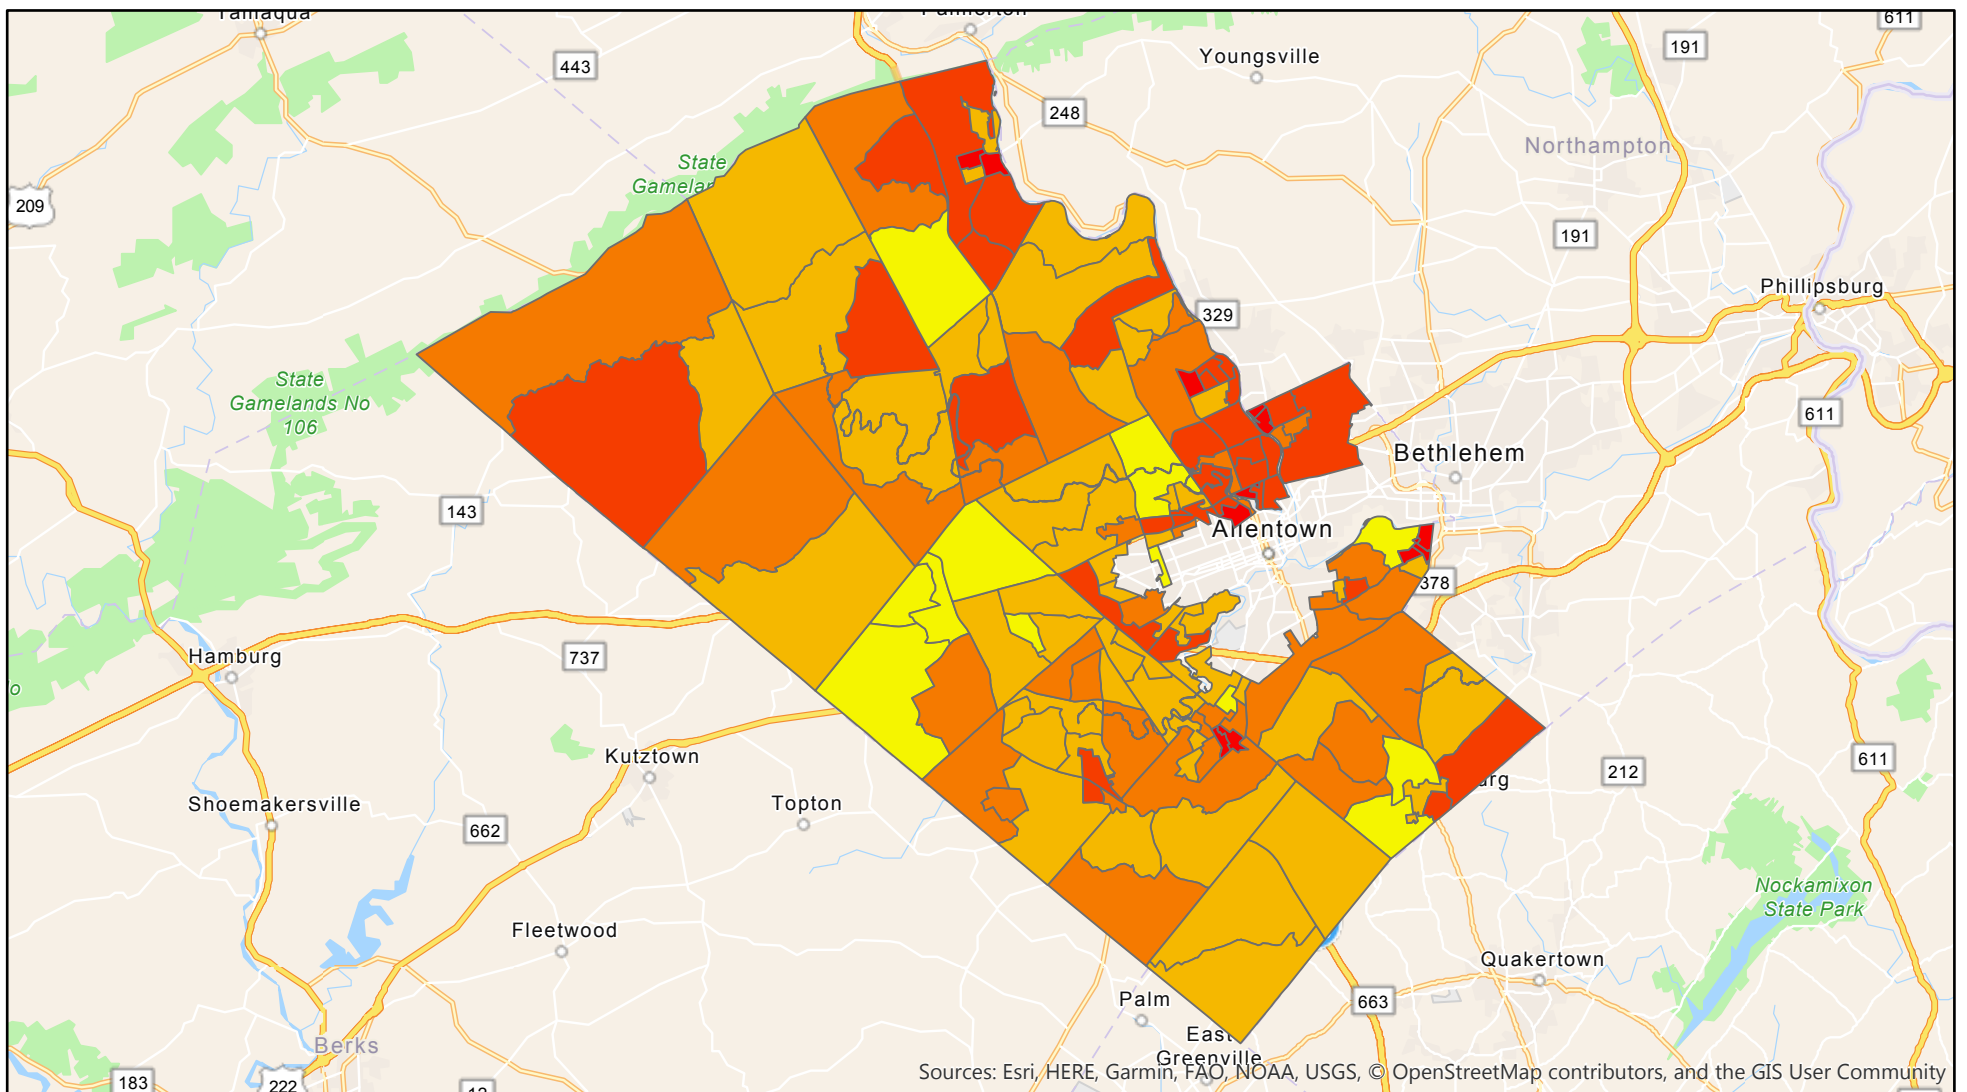 Tamaqua
Palmerton
611
191
443
Youngsville
248
Northampton
State
209
191
Phillipsburg
329
State
Gamelands No
106
611
Bethlehem
143
Allentown
378
Hamburg
737
Kutztown
611
212
Shoemakersville
Topton
662
Nockamixon
State Park
Fleetwood
Quakertown
Palm
663
East
Greenville
Berks
Sources: Esri, HERE, Garmin, FAO, NOAA, USGS, © OpenStreetMap contributors, and the GIS User Community
183
222